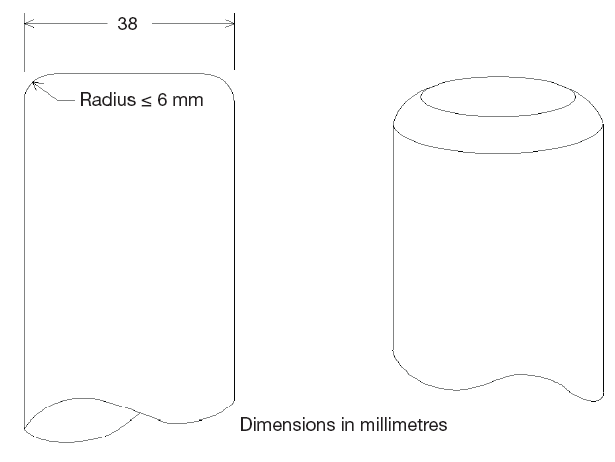 38
Radius ≤ 6 mm
Dimensions in millimetres